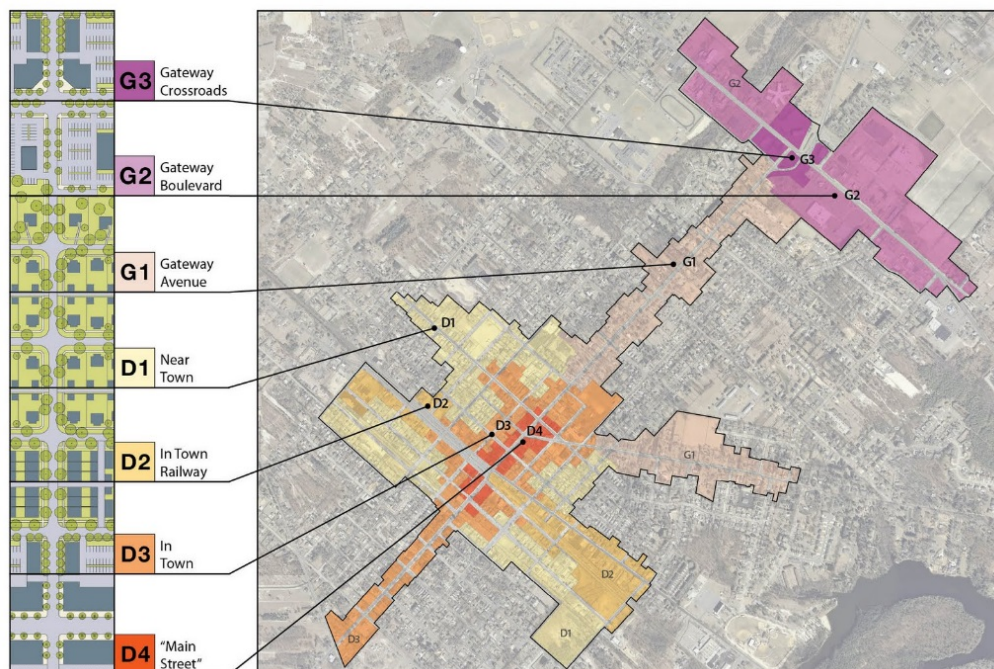 G3
Gateway
Crossroads
G2
Gateway
Boulevard
G1
Gateway
Avenue
D1
Near
Town
D2
In Town
Railway
D3
In
Town
D4
“Main
Street”
G2
G3
G2
G1
D1
D2
D3
D4
G1
D2
D1
D3